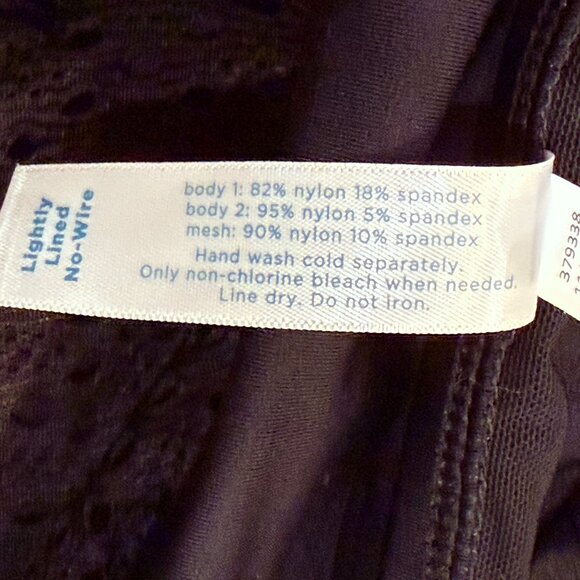 Lightly
Lined
No-Wire
body 1: 82% nylon 18% spandex
body 2: 95% nylon 5% spandex
mesh: 90% nylon 10% spandex
Hand wash cold separately.
Only non-chlorine bleach when needed.
Line dry. Do not iron.
379338